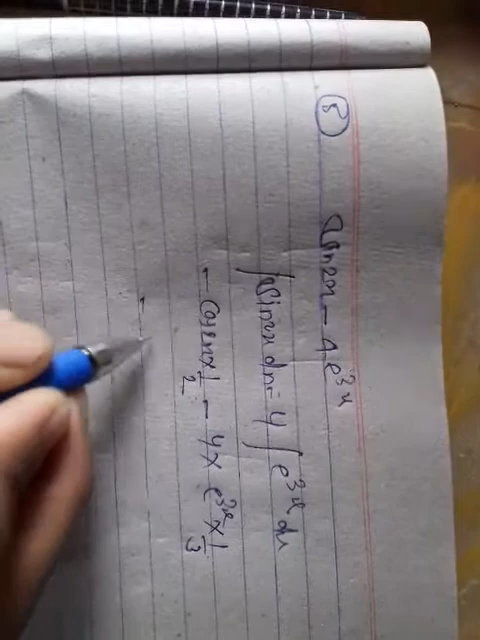 5
Sin2x - 4e^3x
∫Sin2x dx - 4∫e^3x dx
- Cos2x × 1/2 - 4 × e^3x × 1/3
-